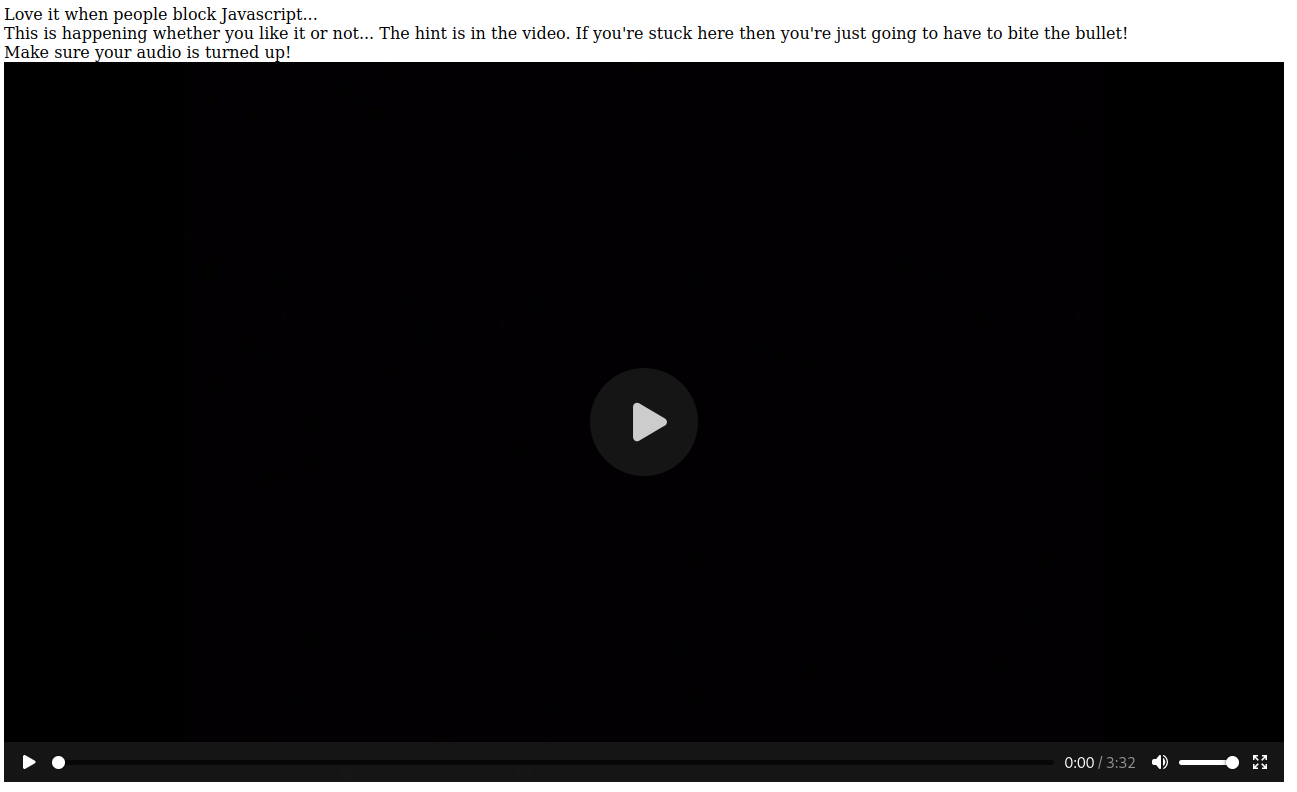 Love it when people block Javascript...
This is happening whether you like it or not... The hint is in the video. If you're stuck here then you're just going to have to bite the bullet!
Make sure your audio is turned up!
0:00 / 3:32